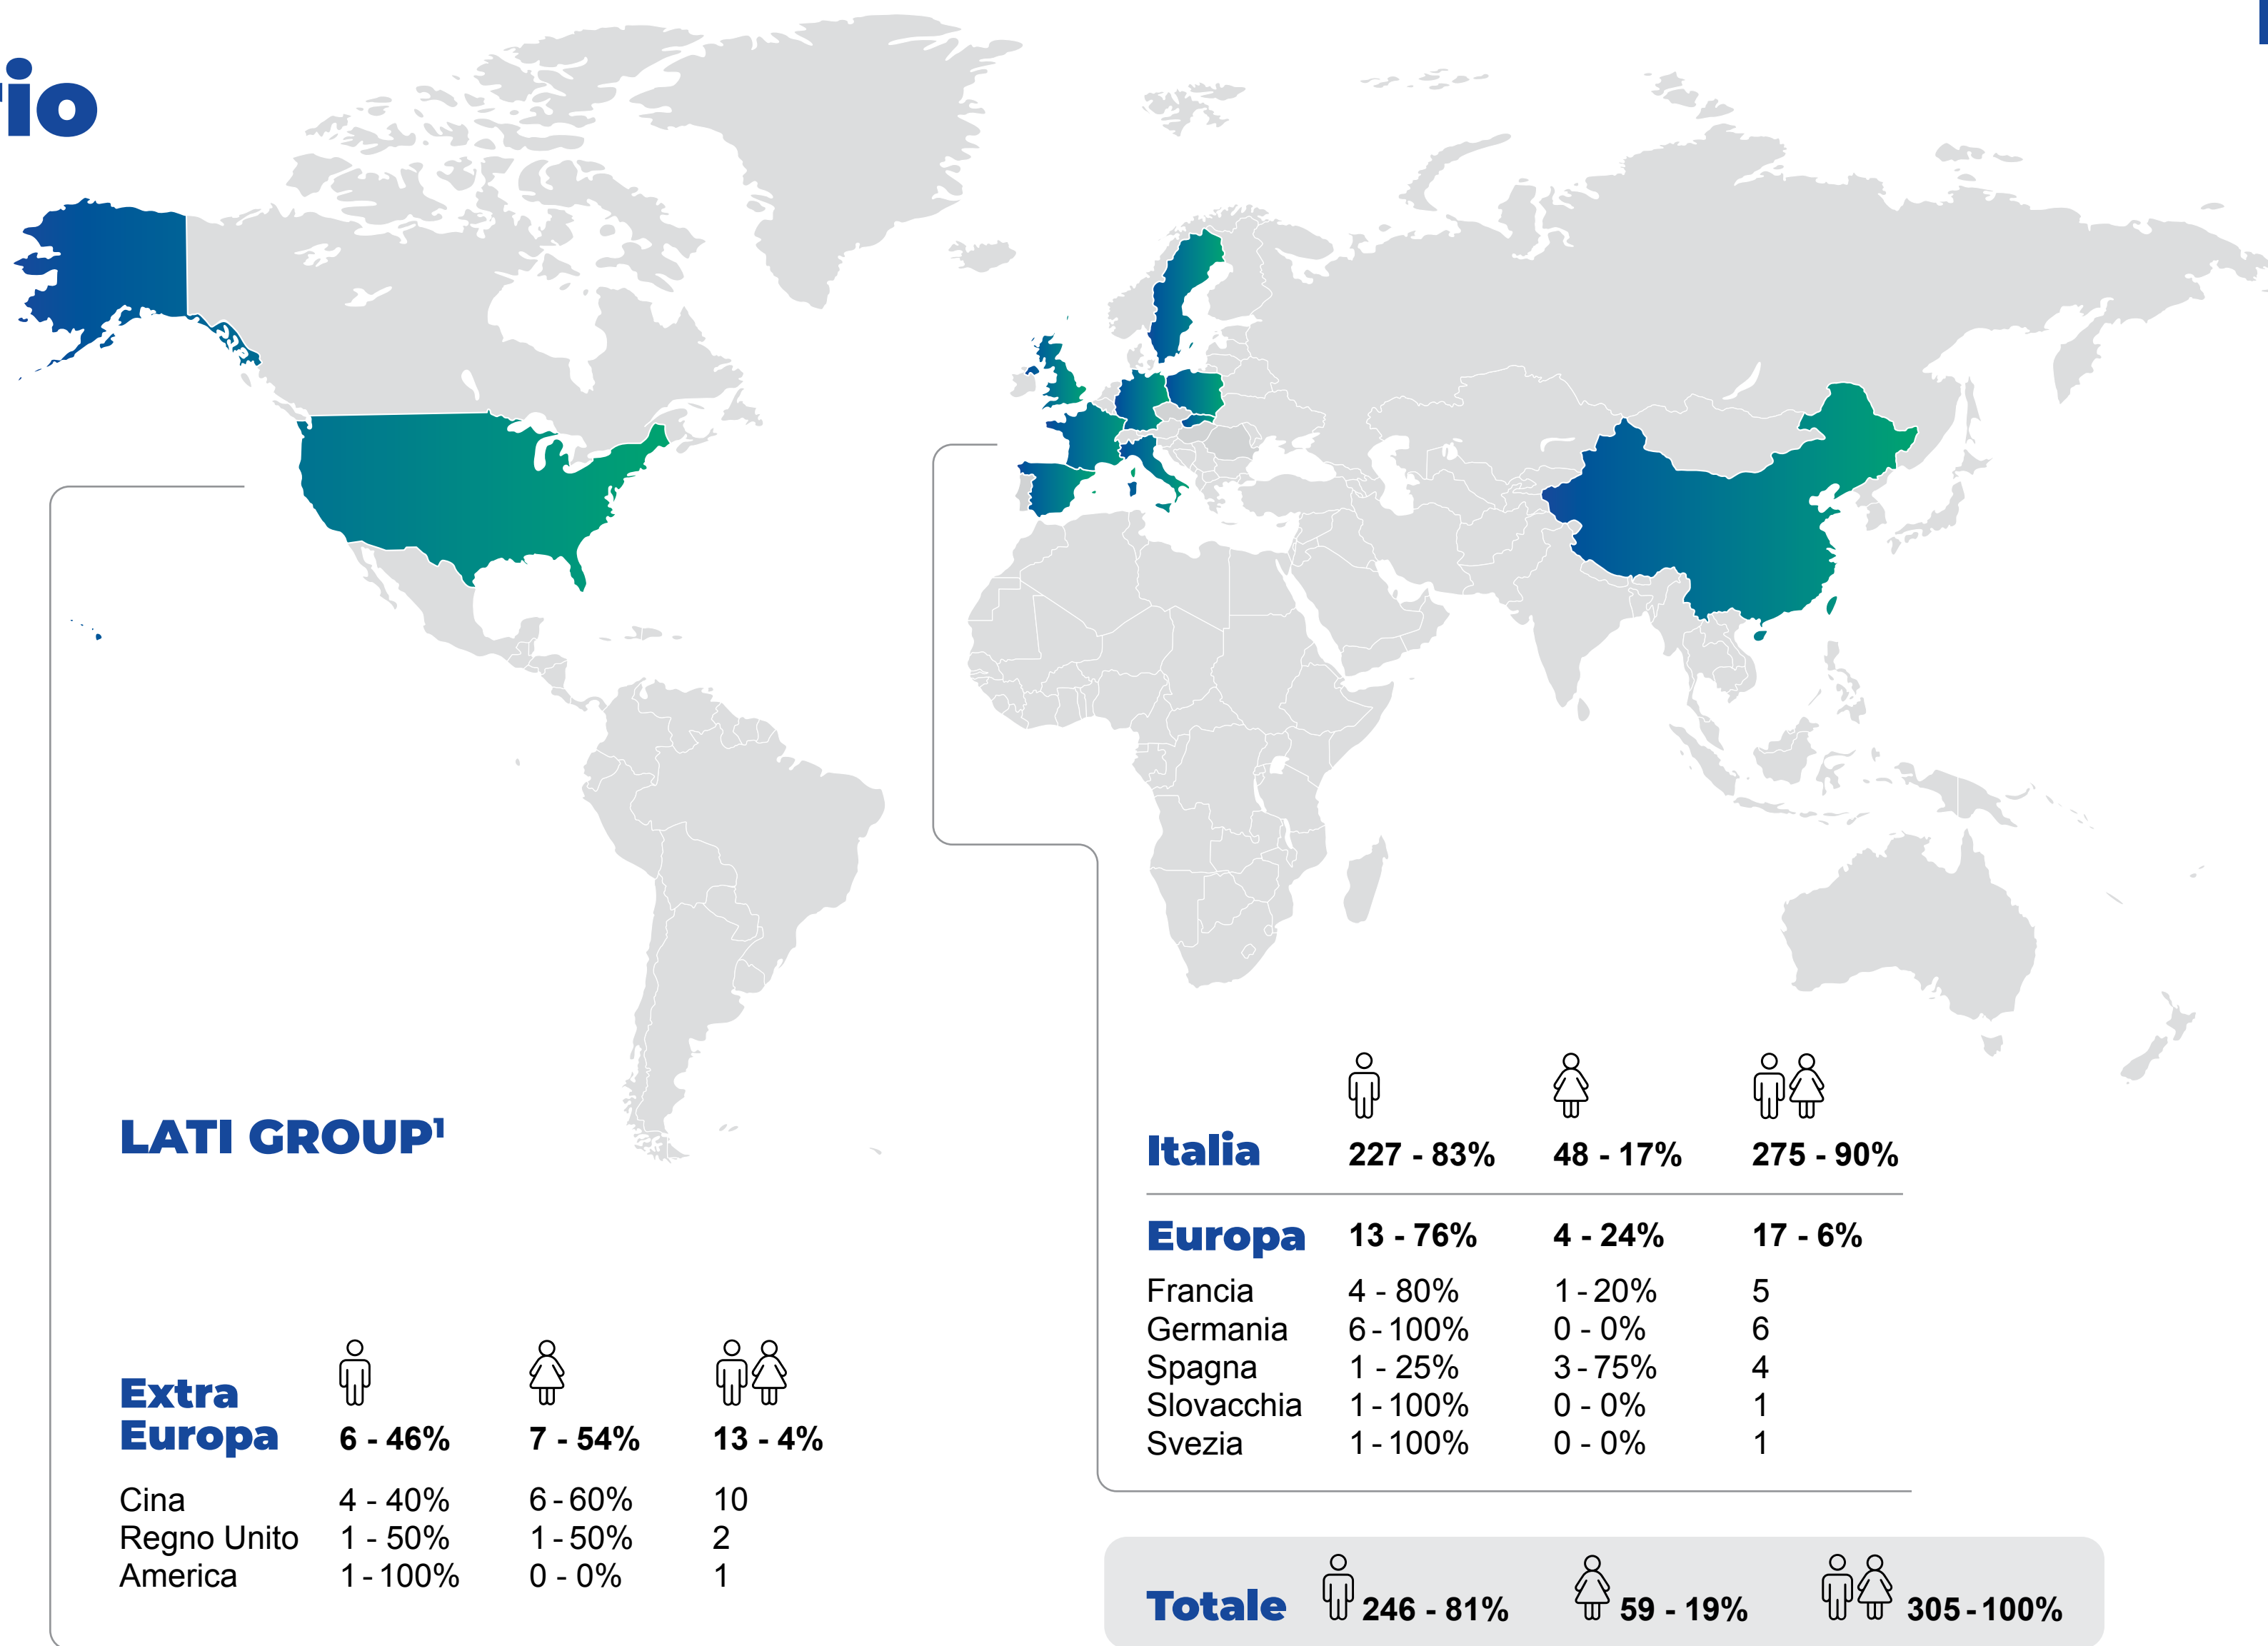 io
LATI GROUP¹
Extra
Europa 6 - 46% 7 - 54% 13 - 4%
Cina 4 - 40% 6 - 60% 10
Regno Unito 1 - 50% 1 - 50% 2
America 1 - 100% 0 - 0% 1
Italia 227 - 83% 48 - 17% 275 - 90%
Europa 13 - 76% 4 - 24% 17 - 6%
Francia 4 - 80% 1 - 20% 5
Germania 6 - 100% 0 - 0% 6
Spagna 1 - 25% 3 - 75% 4
Slovacchia 1 - 100% 0 - 0% 1
Svezia 1 - 100% 0 - 0% 1
Totale 246 - 81% 59 - 19% 305 - 100%